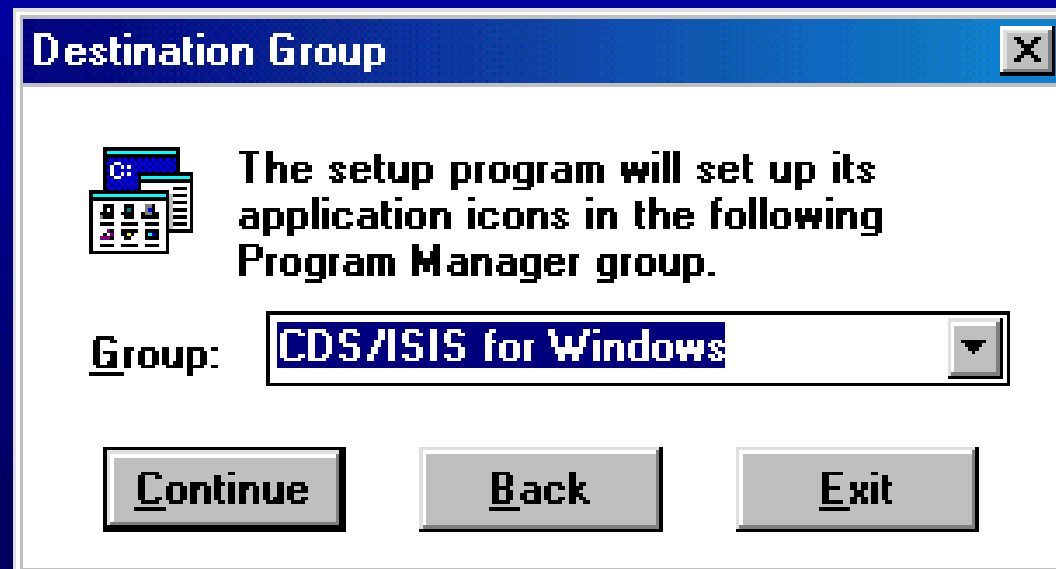 Destination Group
C:
The setup program will set up its
application icons in the following
Program Manager group.
Group: CDS/ISIS for Windows
Continue Back Exit